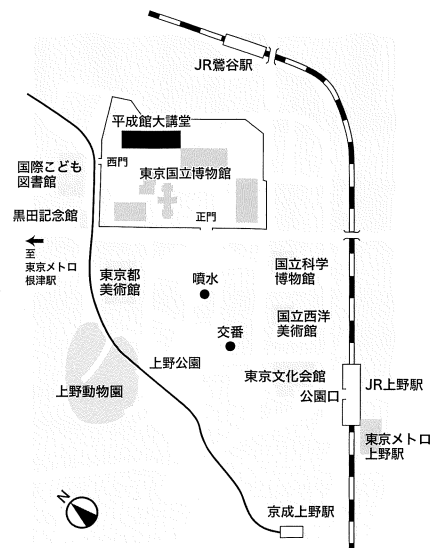 JR鶯谷駅
平成館大講堂
西門
国際こども
図書館
東京国立博物館
黒田記念館
正門
至
東京メトロ
根津駅
東京都
美術館
噴水
国立科学
博物館
国立西洋
美術館
交番
上野公園
東京文化会館
JR上野駅
公園口
上野動物園
東京メトロ
上野駅
N
京成上野駅